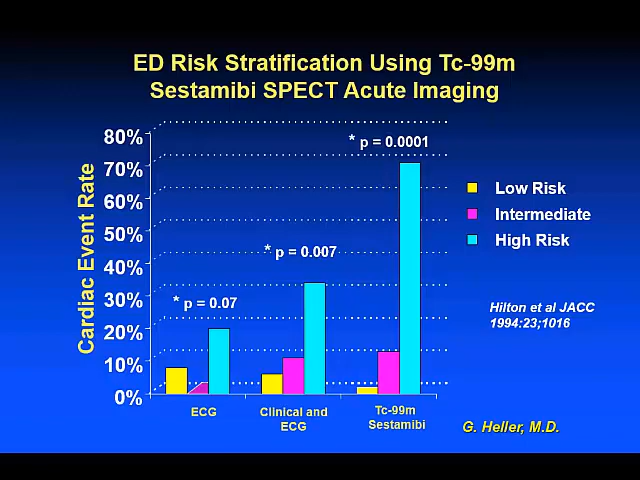 ED Risk Stratification Using Tc-99m
Sestamibi SPECT Acute Imaging
Cardiac Event Rate
80%
70%
60%
50%
40%
30%
20%
10%
0%
* p = 0.07
* p = 0.007
* p = 0.0001
ECG
Clinical and
ECG
Tc-99m
Sestamibi
Low Risk
Intermediate
High Risk
Hilton et al JACC
1994:23;1016
G. Heller, M.D.